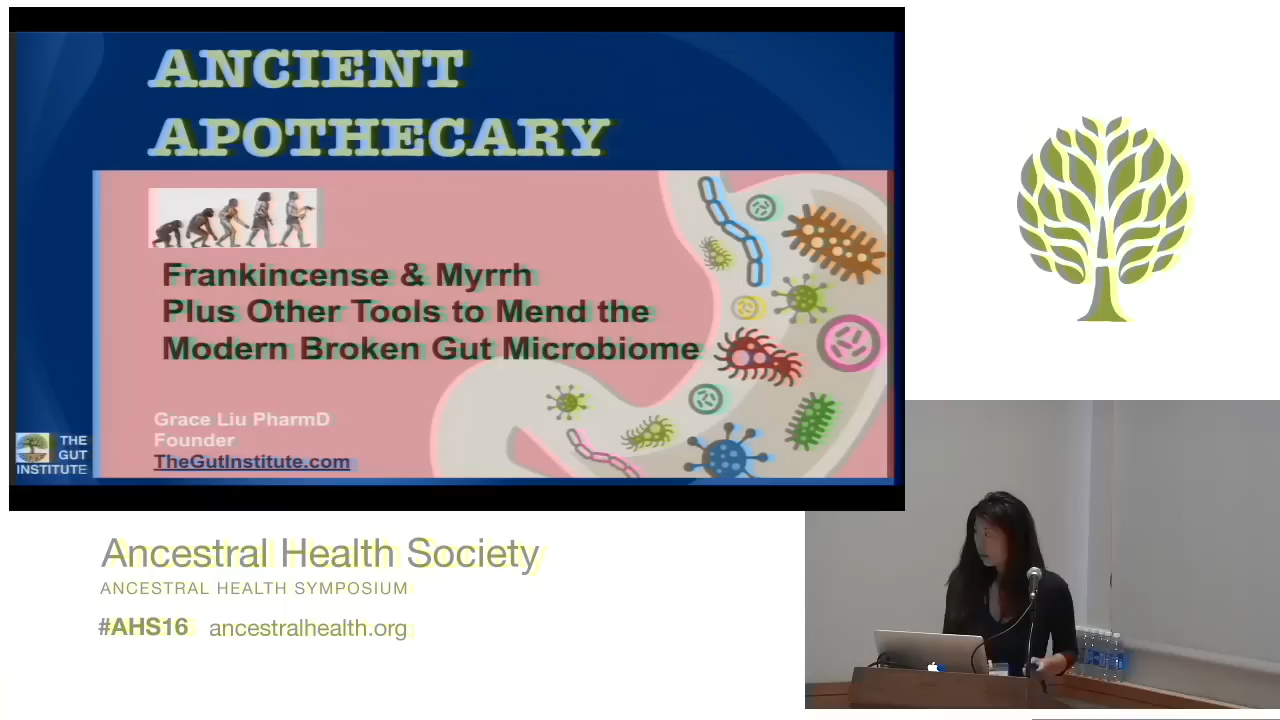 ANCIENT
APOTHECARY
Frankincense & Myrrh
Plus Other Tools to Mend the
Modern Broken Gut Microbiome
Grace Liu PharmD
Founder
TheGutInstitute.com
THE
GUT
INSTITUTE
Ancestral Health Society
ANCESTRAL HEALTH SYMPOSIUM
#AHS16 ancestralhealth.org